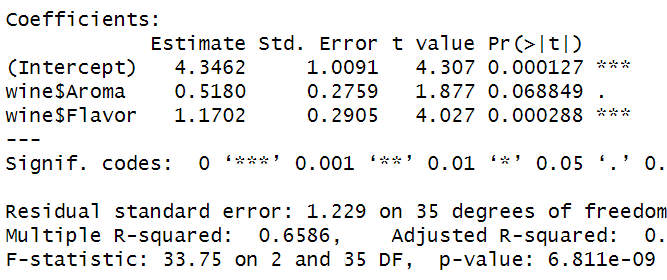 Coefficients:
Estimate Std. Error t value Pr(>|t|)
(Intercept) 4.3462 1.0091 4.307 0.000127 ***
wine$Aroma 0.5180 0.2759 1.877 0.068849 .
wine$Flavor 1.1702 0.2905 4.027 0.000288 ***
---
Signif. codes: 0 ‘***’ 0.001 ‘**’ 0.01 ‘*’ 0.05 ‘.’ 0.
Residual standard error: 1.229 on 35 degrees of freedom
Multiple R-squared: 0.6586, Adjusted R-squared: 0.
F-statistic: 33.75 on 2 and 35 DF, p-value: 6.811e-09